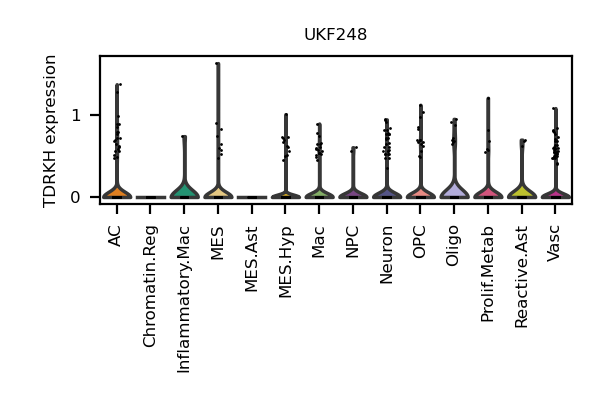 UKF248
TDRKH expression
1
0
AC
Chromatin.Reg
Inflammatory.Mac
MES
MES.Ast
MES.Hyp
Mac
NPC
Neuron
OPC
Oligo
Prolif.Metab
Reactive.Ast
Vasc